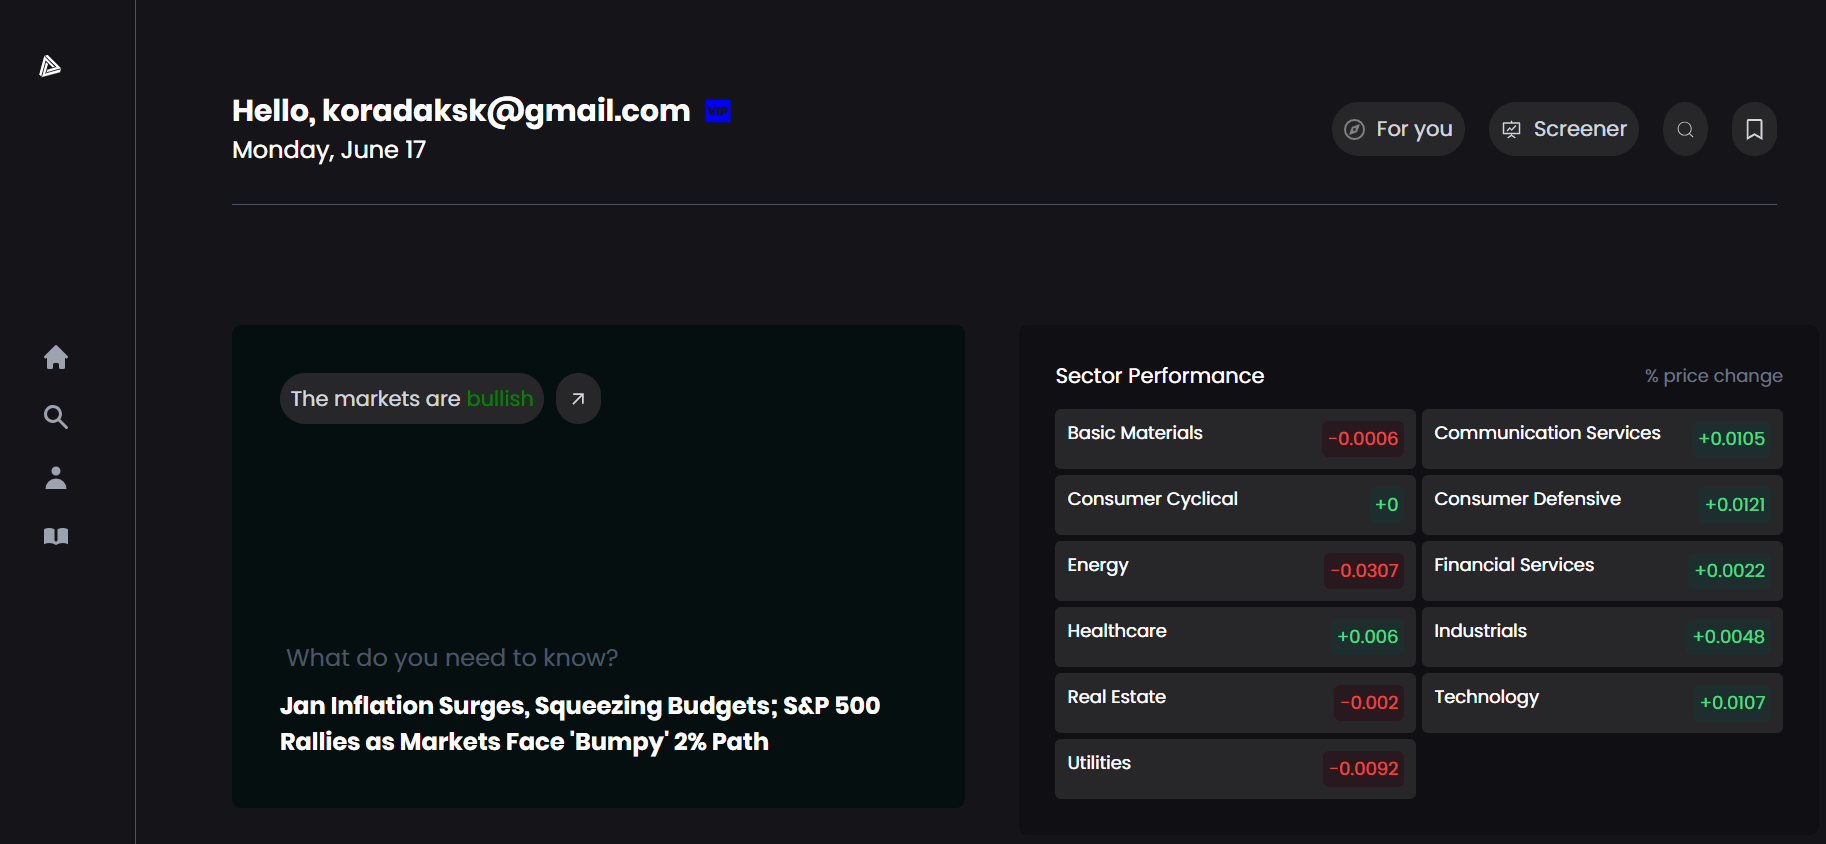 Hello, koradaksk@gmail.com VIP
Monday, June 17
For you
Screener
The markets are bullish
What do you need to know?
Jan Inflation Surges, Squeezing Budgets; S&P 500
Rallies as Markets Face 'Bumpy' 2% Path
Sector Performance
% price change
Basic Materials -0.0006
Communication Services +0.0105
Consumer Cyclical +0
Consumer Defensive +0.0121
Energy -0.0307
Financial Services +0.0022
Healthcare +0.006
Industrials +0.0048
Real Estate -0.002
Technology +0.0107
Utilities -0.0092